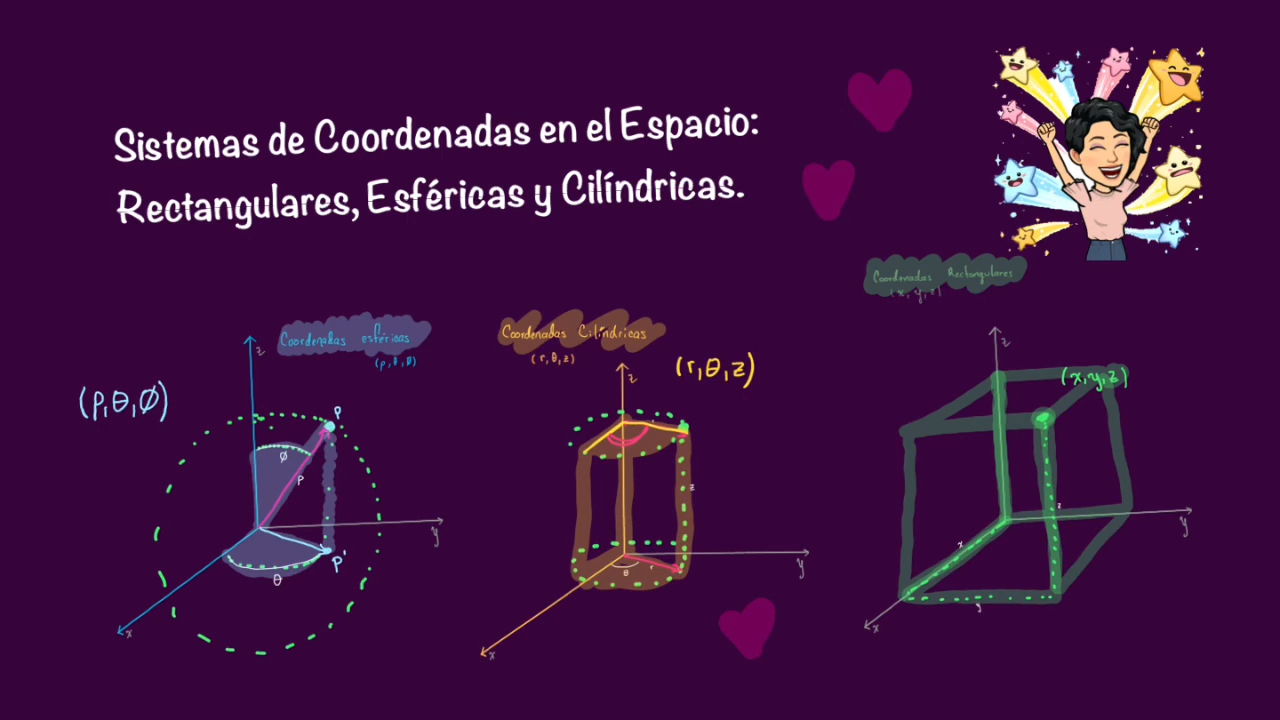 Sistemas de Coordenadas en el Espacio:
Rectangulares, Esféricas y Cilíndricas.
Coordenadas Rectangulares
(x, y, z)
Coordenadas esféricas
(ρ, θ, ∅)
z
(ρ, θ, ∅)
P
∅
ρ
y
P'
θ
x
Coordenadas Cilíndricas
(r, θ, z)
z
(r, θ, z)
z
y
θ
r
x
z
(x, y, z)
z
x
y
y
x